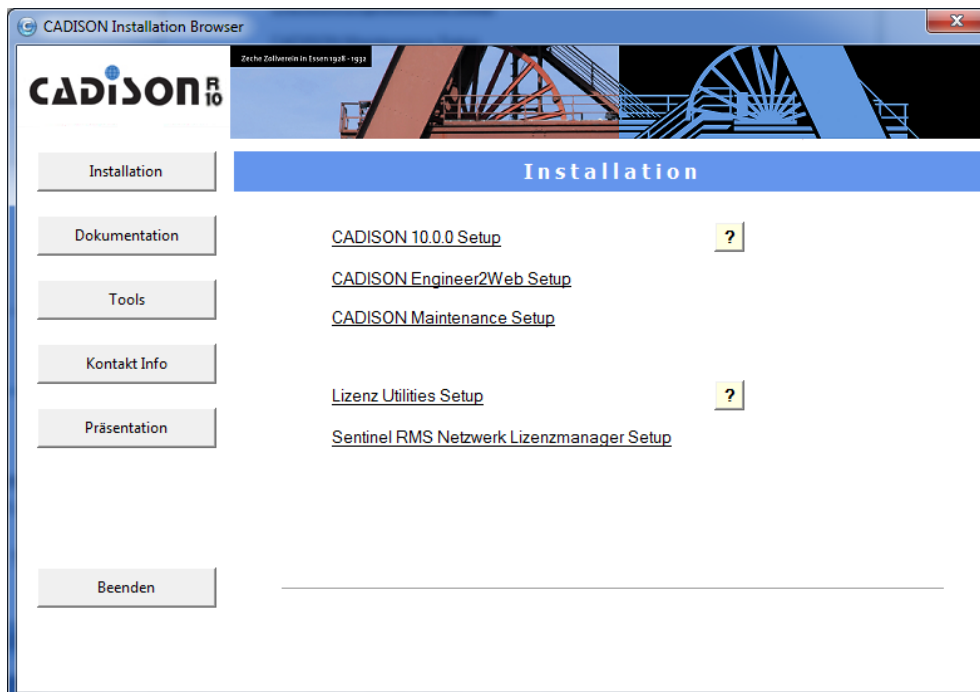 CADISON Installation Browser
CADISON R10
Zeche Zollverein in Essen 1928 - 1932
Installation
Dokumentation
Tools
Kontakt Info
Präsentation
Beenden
Installation
CADISON 10.0.0 Setup
?
CADISON Engineer2Web Setup
CADISON Maintenance Setup
Lizenz Utilities Setup
?
Sentinel RMS Netzwerk Lizenzmanager Setup